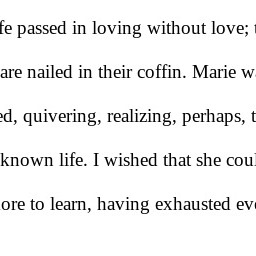 fe passed in loving without love;
are nailed in their coffin. Marie wa
ed, quivering, realizing, perhaps, t
known life. I wished that she coul
ore to learn, having exhausted eve